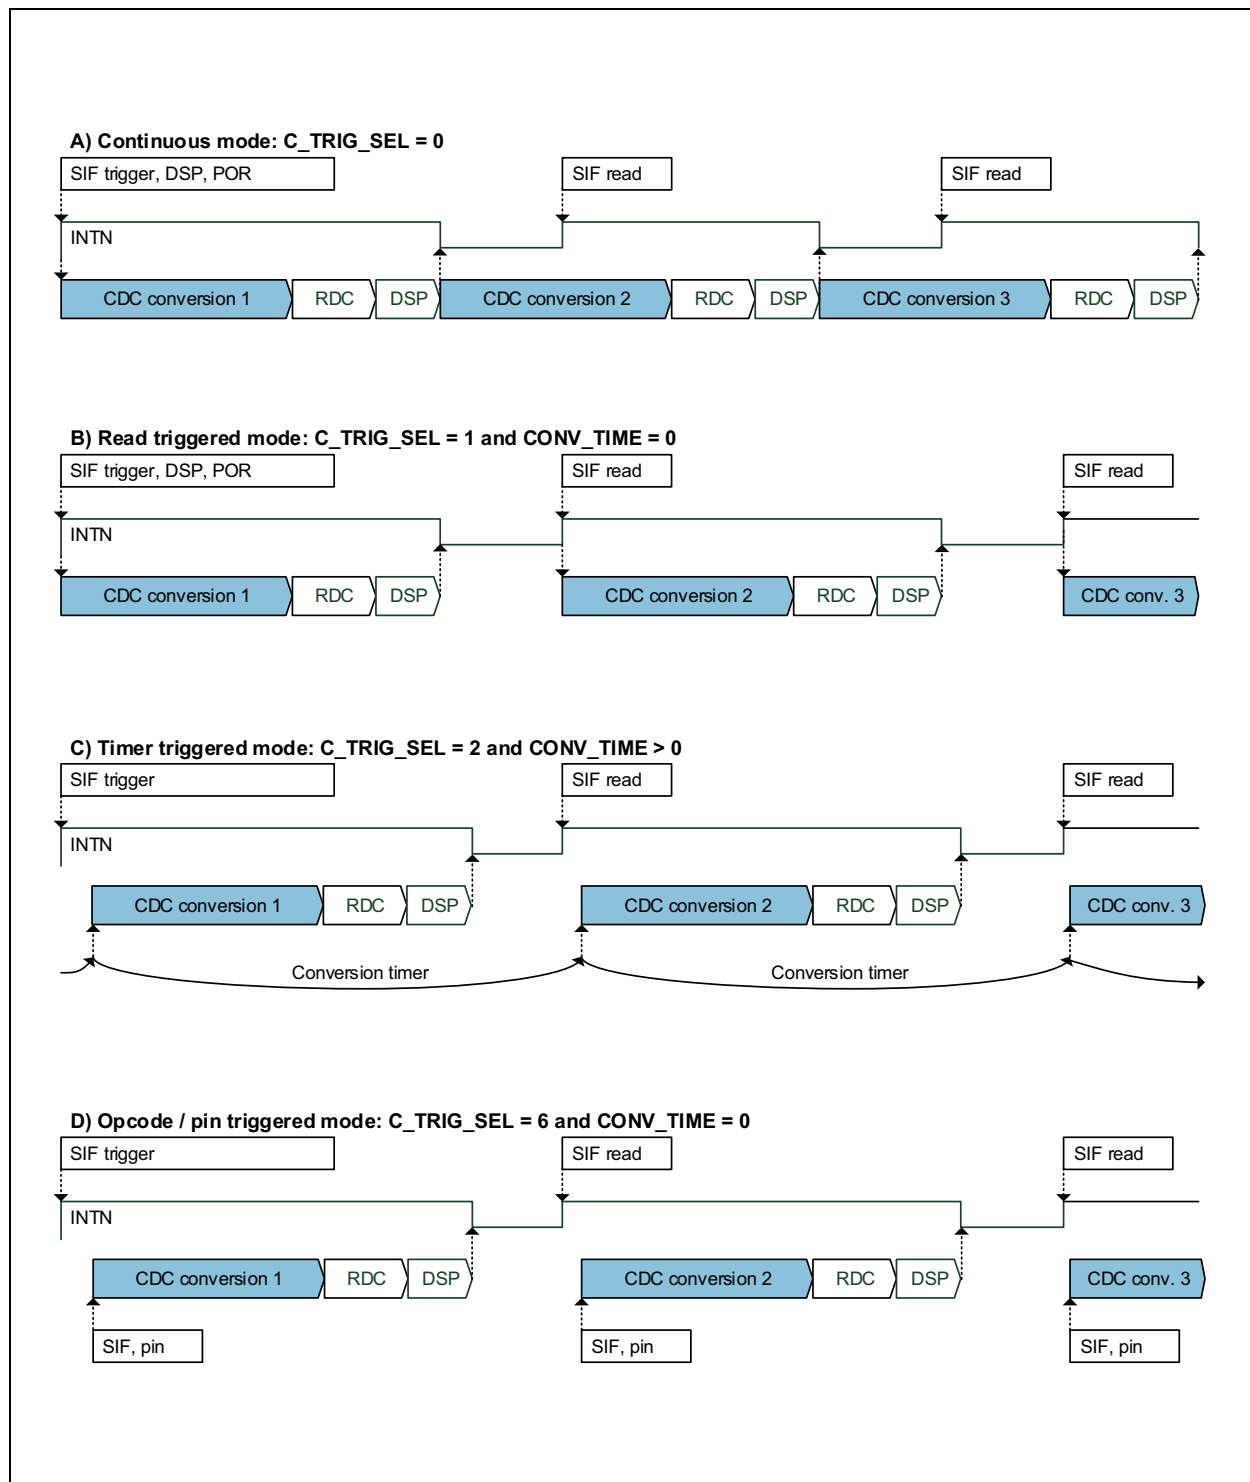 A) Continuous mode: C_TRIG_SEL = 0
SIF trigger, DSP, POR
SIF read
SIF read
INTN
CDC conversion 1
RDC
DSP
CDC conversion 2
RDC
DSP
CDC conversion 3
RDC
DSP
B) Read triggered mode: C_TRIG_SEL = 1 and CONV_TIME = 0
SIF trigger, DSP, POR
SIF read
SIF read
INTN
CDC conversion 1
RDC
DSP
CDC conversion 2
RDC
DSP
CDC conv. 3
C) Timer triggered mode: C_TRIG_SEL = 2 and CONV_TIME > 0
SIF trigger
SIF read
SIF read
INTN
CDC conversion 1
RDC
DSP
CDC conversion 2
RDC
DSP
CDC conv. 3
Conversion timer
Conversion timer
D) Opcode / pin triggered mode: C_TRIG_SEL = 6 and CONV_TIME = 0
SIF trigger
SIF read
SIF read
INTN
CDC conversion 1
RDC
DSP
CDC conversion 2
RDC
DSP
CDC conv. 3
SIF, pin
SIF, pin
SIF, pin